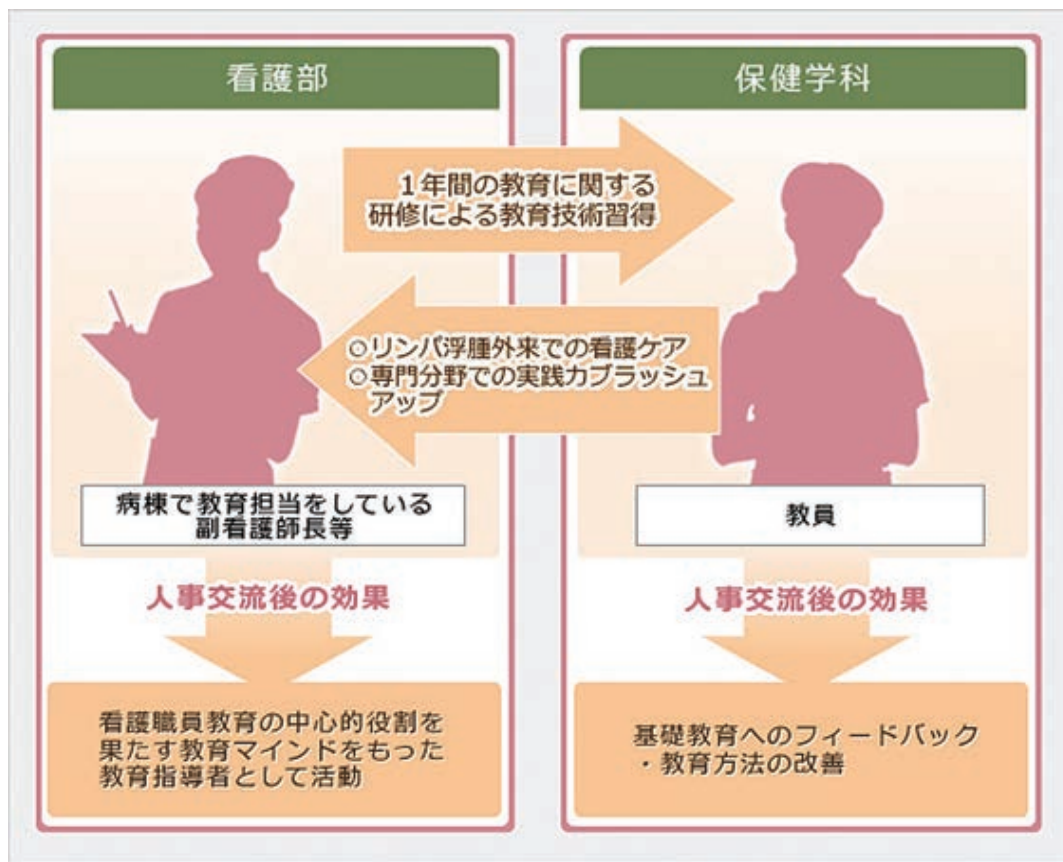 看護部
保健学科
1年間の教育に関する
研修による教育技術習得
○リンパ浮腫外来での看護ケア
○専門分野での実践力ブラッシュ
アップ
病棟で教育担当をしている
副看護師長等
教員
人事交流後の効果
人事交流後の効果
看護職員教育の中心的役割を
果たす教育マインドをもった
教育指導者として活動
基礎教育へのフィードバック
・教育方法の改善